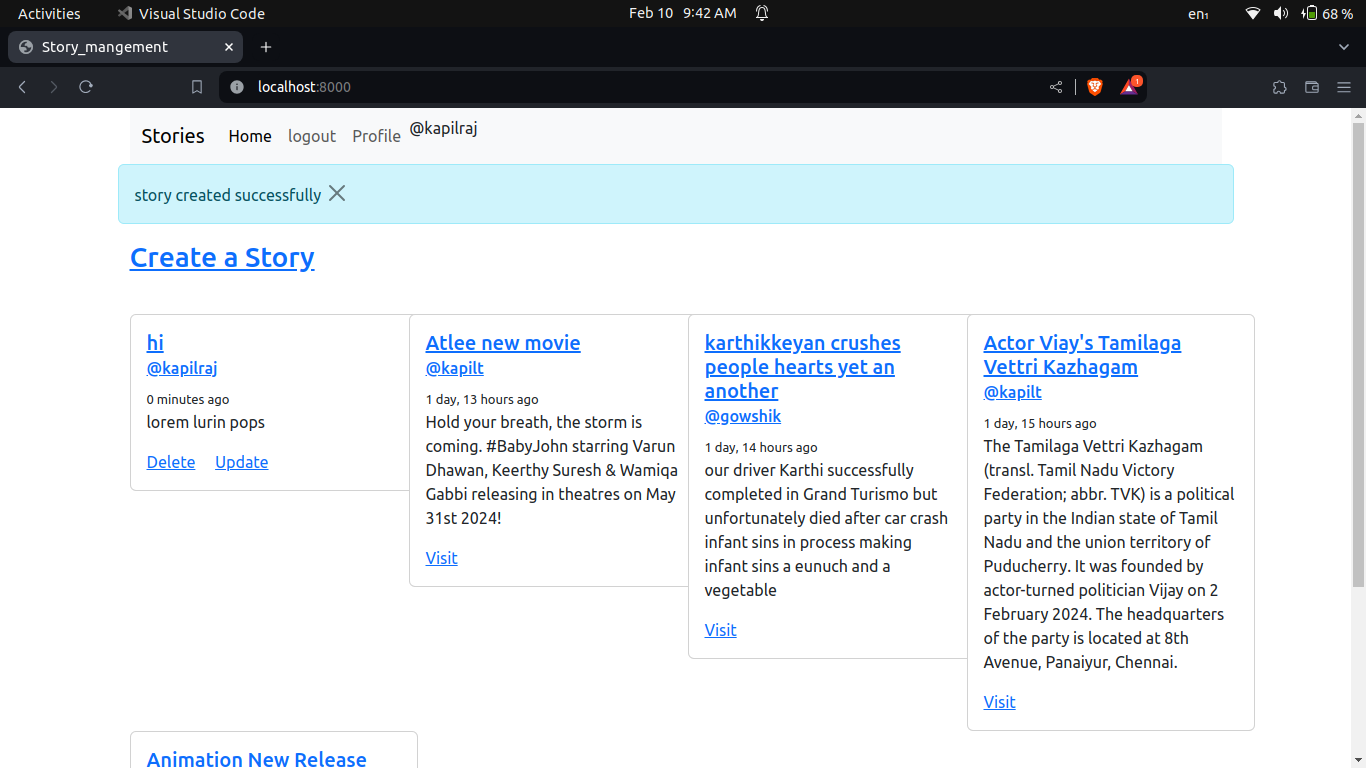 Activities Visual Studio Code Feb 10 9:42 AM en₁ 68 %
Story_mangement
localhost:8000 1
Stories Home logout Profile @kapilraj
story created successfully
Create a Story
hi
@kapilraj
0 minutes ago
lorem lurin pops
Delete Update
Atlee new movie
@kapilt
1 day, 13 hours ago
Hold your breath, the storm is
coming. #BabyJohn starring Varun
Dhawan, Keerthy Suresh & Wamiqa
Gabbi releasing in theatres on May
31st 2024!
Visit
karthikkeyan crushes
people hearts yet an
another
@gowshik
1 day, 14 hours ago
our driver Karthi successfully
completed in Grand Turismo but
unfortunately died after car crash
infant sins in process making
infant sins a eunuch and a
vegetable
Visit
Actor Viay's Tamilaga
Vettri Kazhagam
@kapilt
1 day, 15 hours ago
The Tamilaga Vettri Kazhagam
(transl. Tamil Nadu Victory
Federation; abbr. TVK) is a political
party in the Indian state of Tamil
Nadu and the union territory of
Puducherry. It was founded by
actor-turned politician Vijay on 2
February 2024. The headquarters
of the party is located at 8th
Avenue, Panaiyur, Chennai.
Visit
Animation New Release